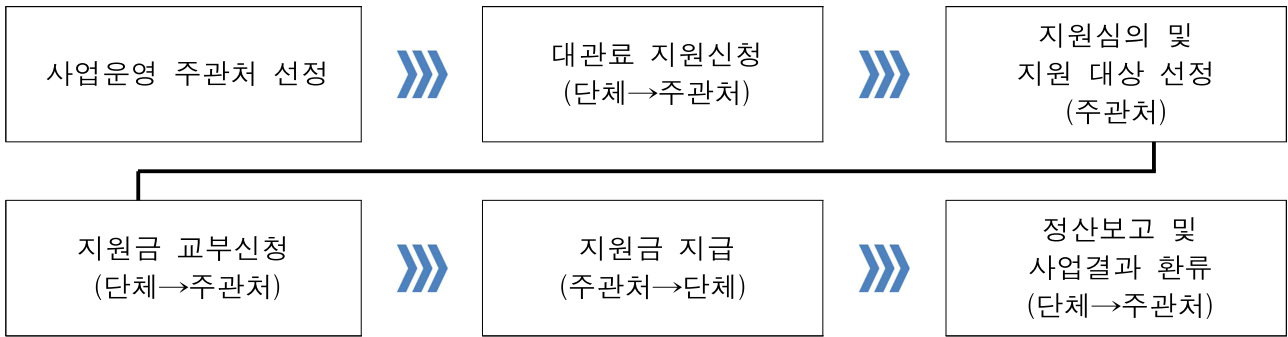 사업운영 주관처 선정
대관료 지원신청
(단체→주관처)
지원심의 및
지원 대상 선정
(주관처)
지원금 교부신청
(단체→주관처)
지원금 지급
(주관처→단체)
정산보고 및
사업결과 환류
(단체→주관처)